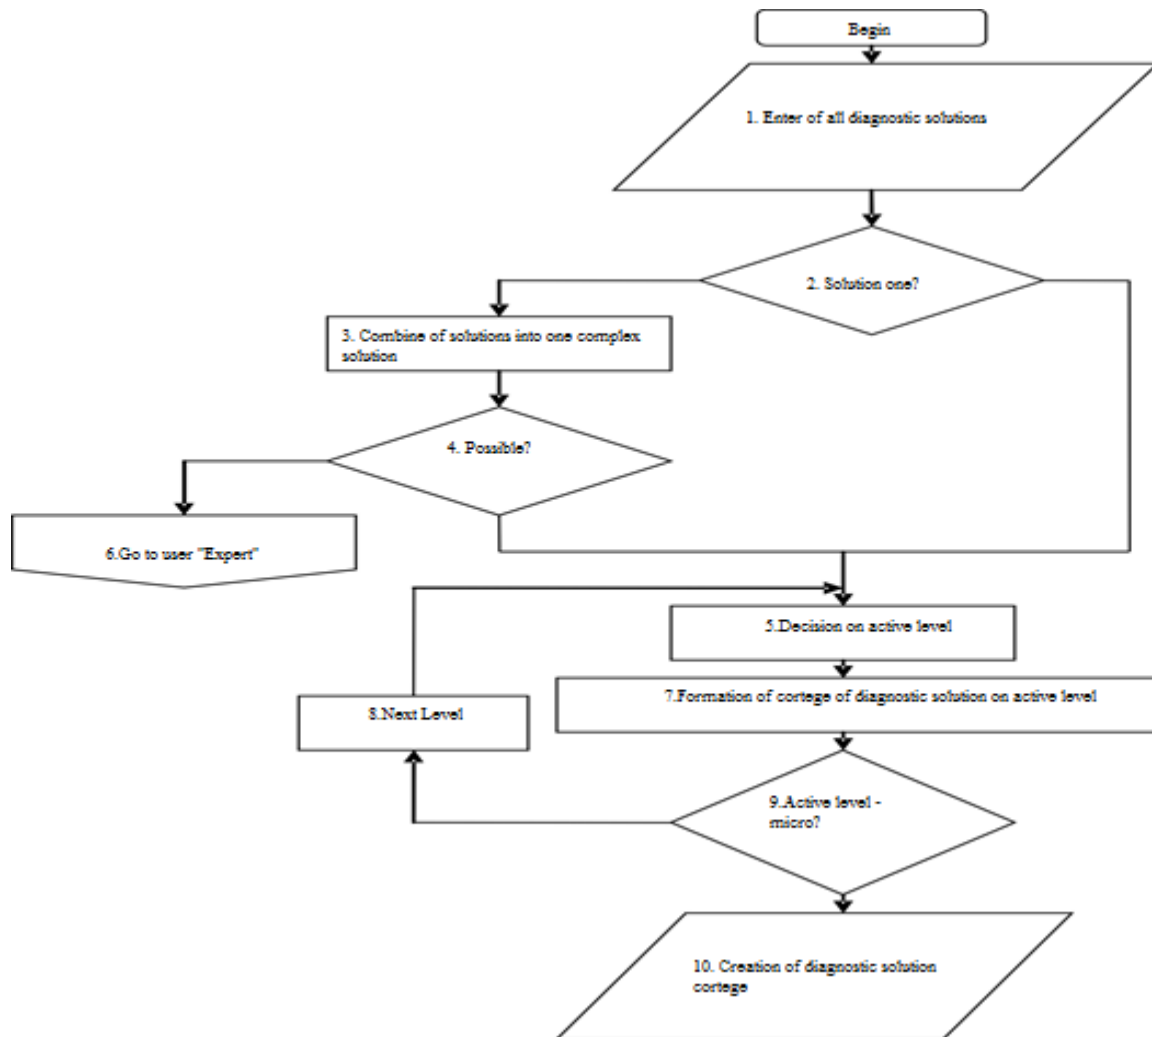 Begin
1. Enter of all diagnostic solutions
2. Solution one?
3. Combine of solutions into one complex
solution
4. Possible?
6.Go to user "Expert"
5.Decision on active level
7.Formation of cortege of diagnostic solution on active level
8.Next Level
9.Active level -
micro?
10. Creation of diagnostic solution
cortege